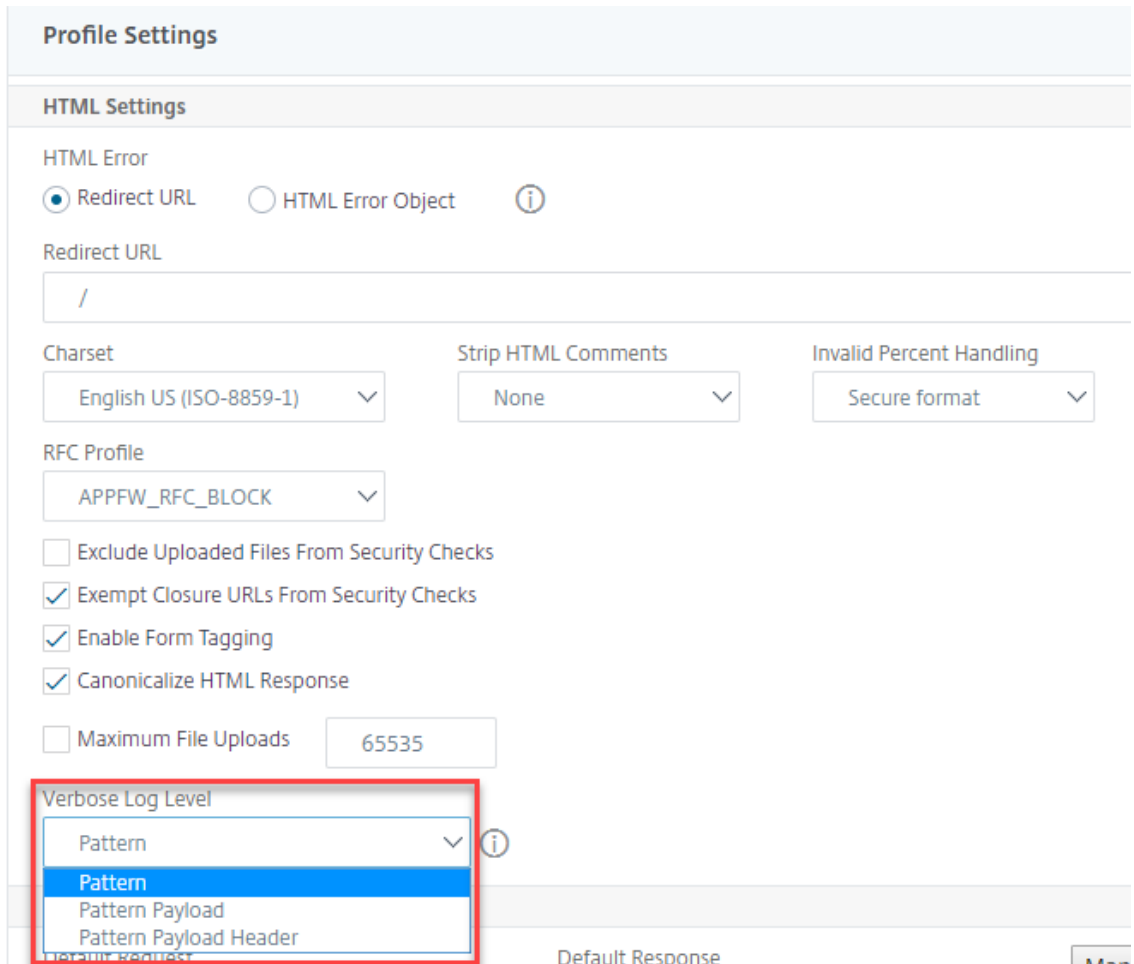 Profile Settings
HTML Settings
HTML Error
Redirect URL HTML Error Object
Redirect URL
/
Charset Strip HTML Comments Invalid Percent Handling
English US (ISO-8859-1) None Secure format
RFC Profile
APPFW_RFC_BLOCK
Exclude Uploaded Files From Security Checks
Exempt Closure URLs From Security Checks
Enable Form Tagging
Canonicalize HTML Response
Maximum File Uploads 65535
Verbose Log Level
Pattern
Pattern
Pattern Payload
Pattern Payload Header
Default Request Default Response